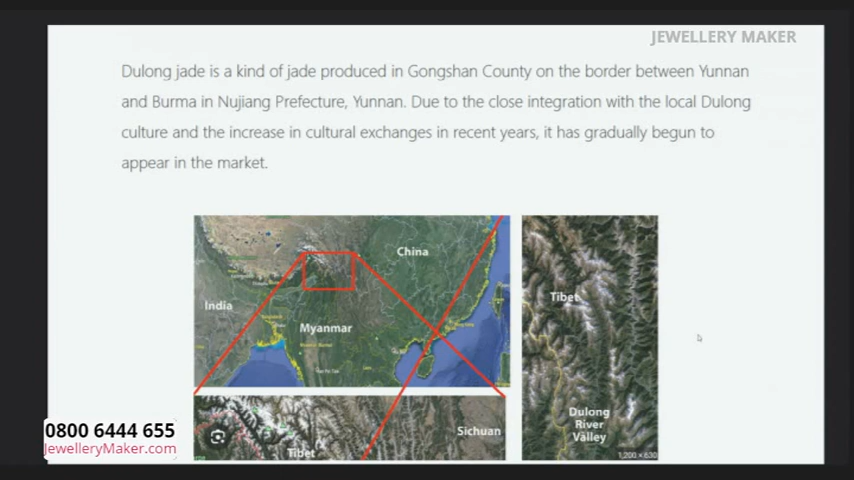 JEWELLERY MAKER
Dulong jade is a kind of jade produced in Gongshan County on the border between Yunnan
and Burma in Nujiang Prefecture, Yunnan. Due to the close integration with the local Dulong
culture and the increase in cultural exchanges in recent years, it has gradually begun to
appear in the market.
China
India
Myanmar
Tibet
Dulong
River
Valley
Sichuan
Tibet
1,200 × 630
0800 6444 655
JewelleryMaker.com